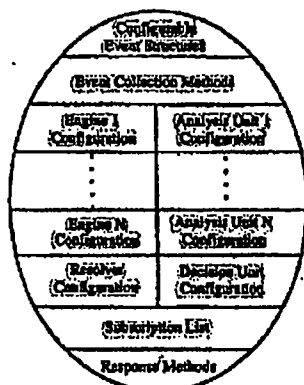 Configurable
Event Structures
Event Collection Methods
Engine 1
Configuration
Analysis Unit 1
Configuration
Engine N
Configuration
Analysis Unit N
Configuration
Resolver
Configuration
Decision Unit
Configuration
Subscription List
Response Methods